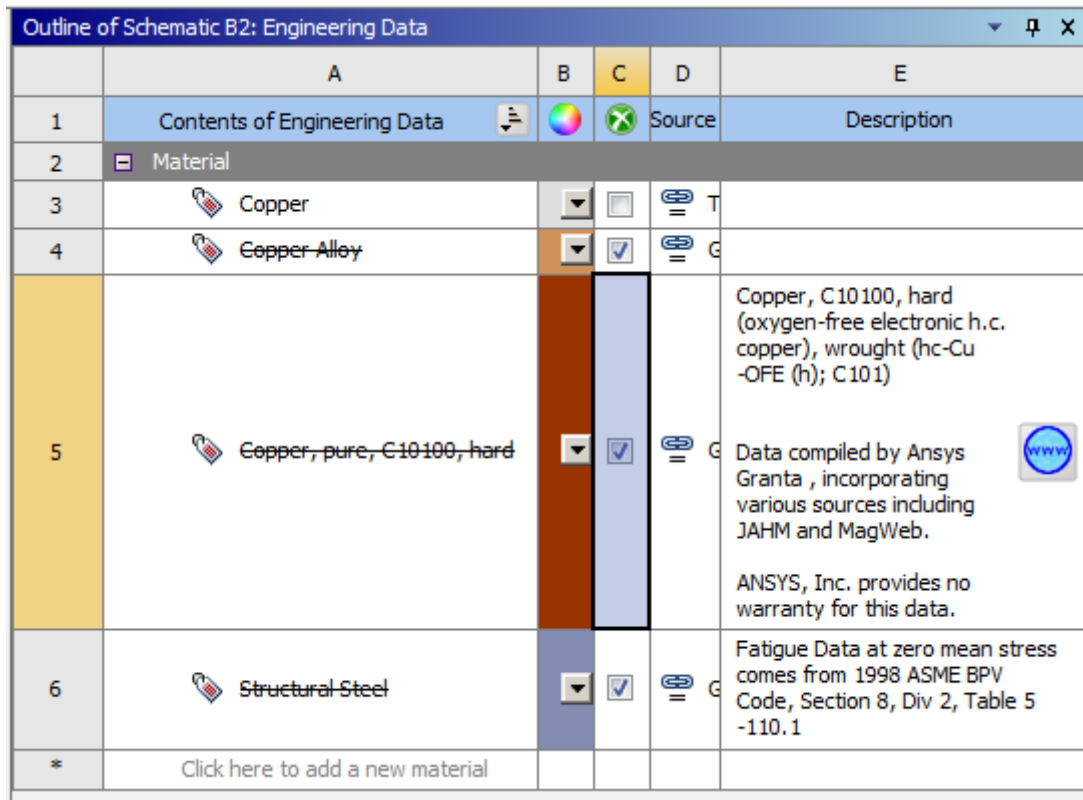 Outline of Schematic B2: Engineering Data
A B C D E
1 Contents of Engineering Data Source Description
2 Material
3 Copper T
4 Copper Alloy G
5 Copper, pure, C10100, hard G
Copper, C10100, hard
(oxygen-free electronic h.c.
copper), wrought (hc-Cu
-OFE (h); C101)
Data compiled by Ansys
Granta , incorporating
various sources including
JAHM and MagWeb.
ANSYS, Inc. provides no
warranty for this data.
www
6 Structural Steel G
Fatigue Data at zero mean stress
comes from 1998 ASME BPV
Code, Section 8, Div 2, Table 5
-110.1
* Click here to add a new material